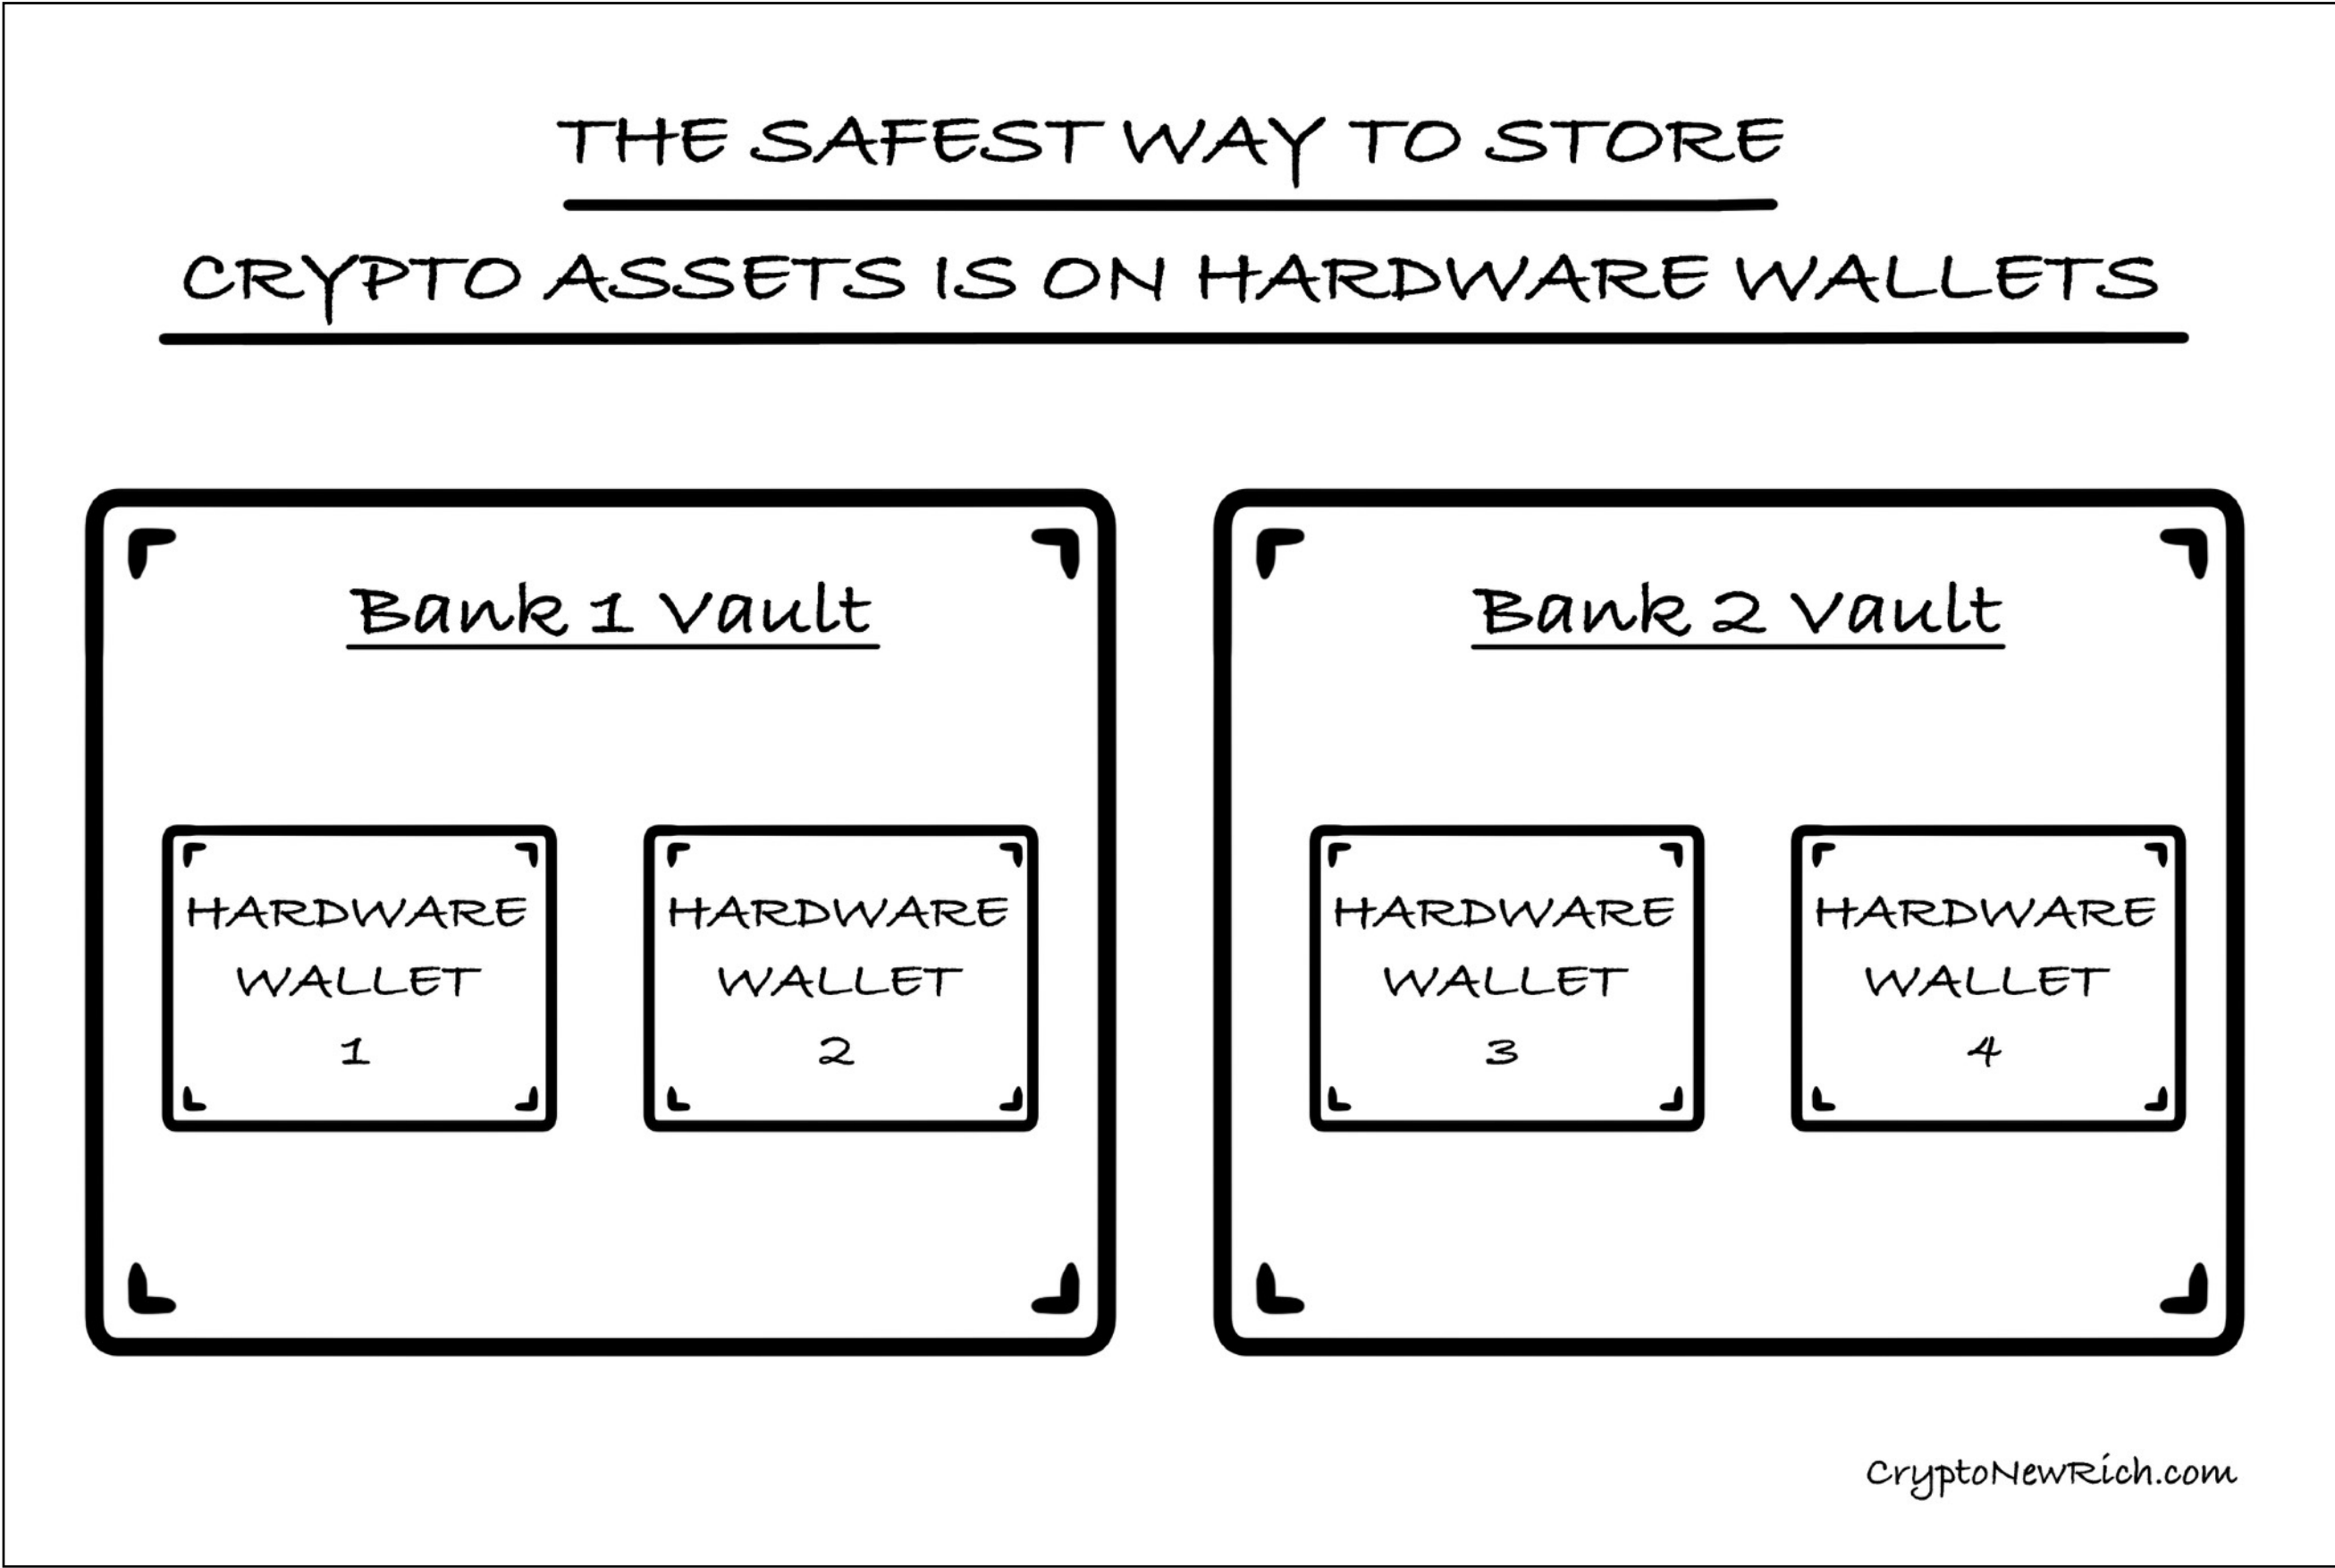 THE SAFEST WAY TO STORE
CRYPTO ASSETS IS ON HARDWARE WALLETS
Bank 1 Vault
HARDWARE
WALLET
1
HARDWARE
WALLET
2
Bank 2 Vault
HARDWARE
WALLET
3
HARDWARE
WALLET
4
CryptoNewRich.com